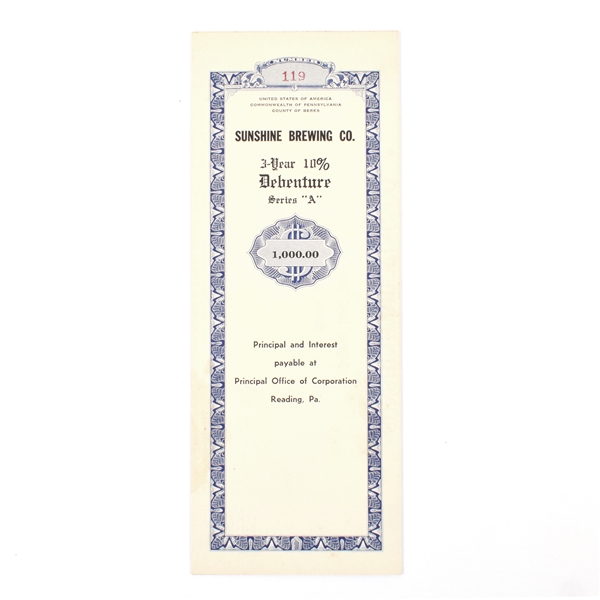 119
UNITED STATES OF AMERICA
COMMONWEALTH OF PENNSYLVANIA
COUNTY OF BERKS
SUNSHINE BREWING CO.
3-Year 10%
Debenture
Series "A"
1,000.00
Principal and Interest
payable at
Principal Office of Corporation
Reading, Pa.